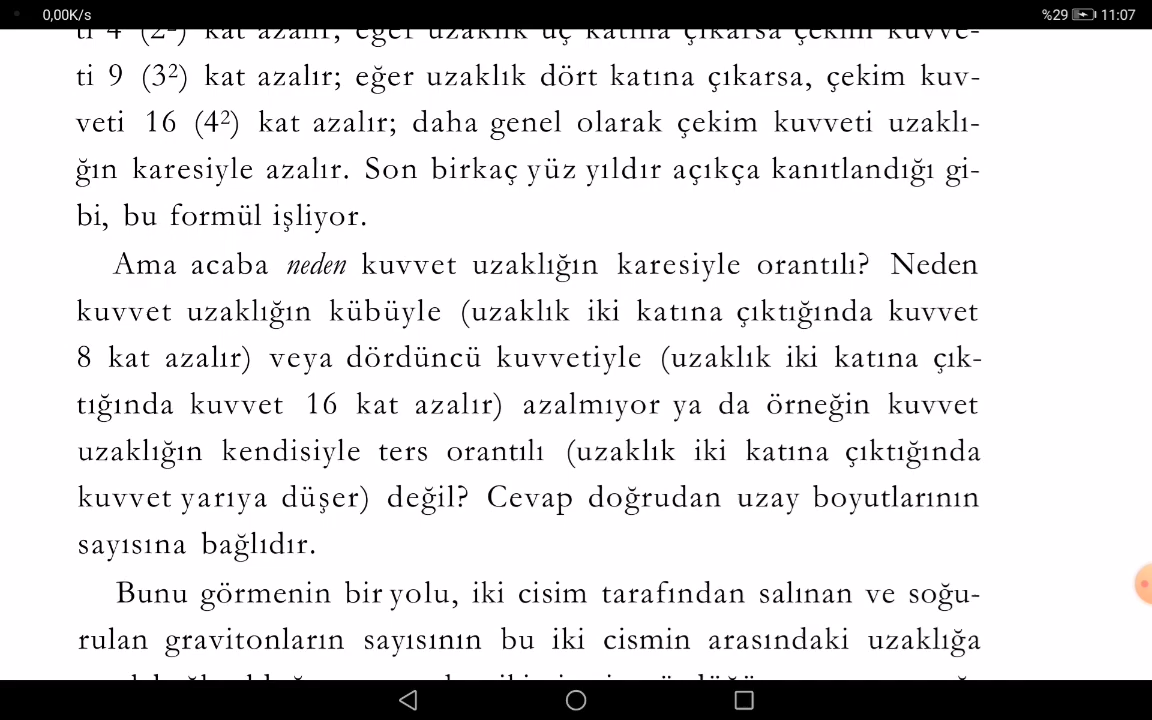 0,00K/s %29 11:07
ti 9 (3²) kat azalır; eğer uzaklık dört katına çıkarsa, çekim kuv-
veti 16 (4²) kat azalır; daha genel olarak çekim kuvveti uzaklı-
ğın karesiyle azalır. Son birkaç yüz yıldır açıkça kanıtlandığı gi-
bi, bu formül işliyor.
Ama acaba neden kuvvet uzaklığın karesiyle orantılı? Neden
kuvvet uzaklığın kübüyle (uzaklık iki katına çıktığında kuvvet
8 kat azalır) veya dördüncü kuvvetiyle (uzaklık iki katına çık-
tığında kuvvet 16 kat azalır) azalmıyor ya da örneğin kuvvet
uzaklığın kendisiyle ters orantılı (uzaklık iki katına çıktığında
kuvvet yarıya düşer) değil? Cevap doğrudan uzay boyutlarının
sayısına bağlıdır.
Bunu görmenin bir yolu, iki cisim tarafından salınan ve soğu-
rulan gravitonların sayısının bu iki cismin arasındaki uzaklığa